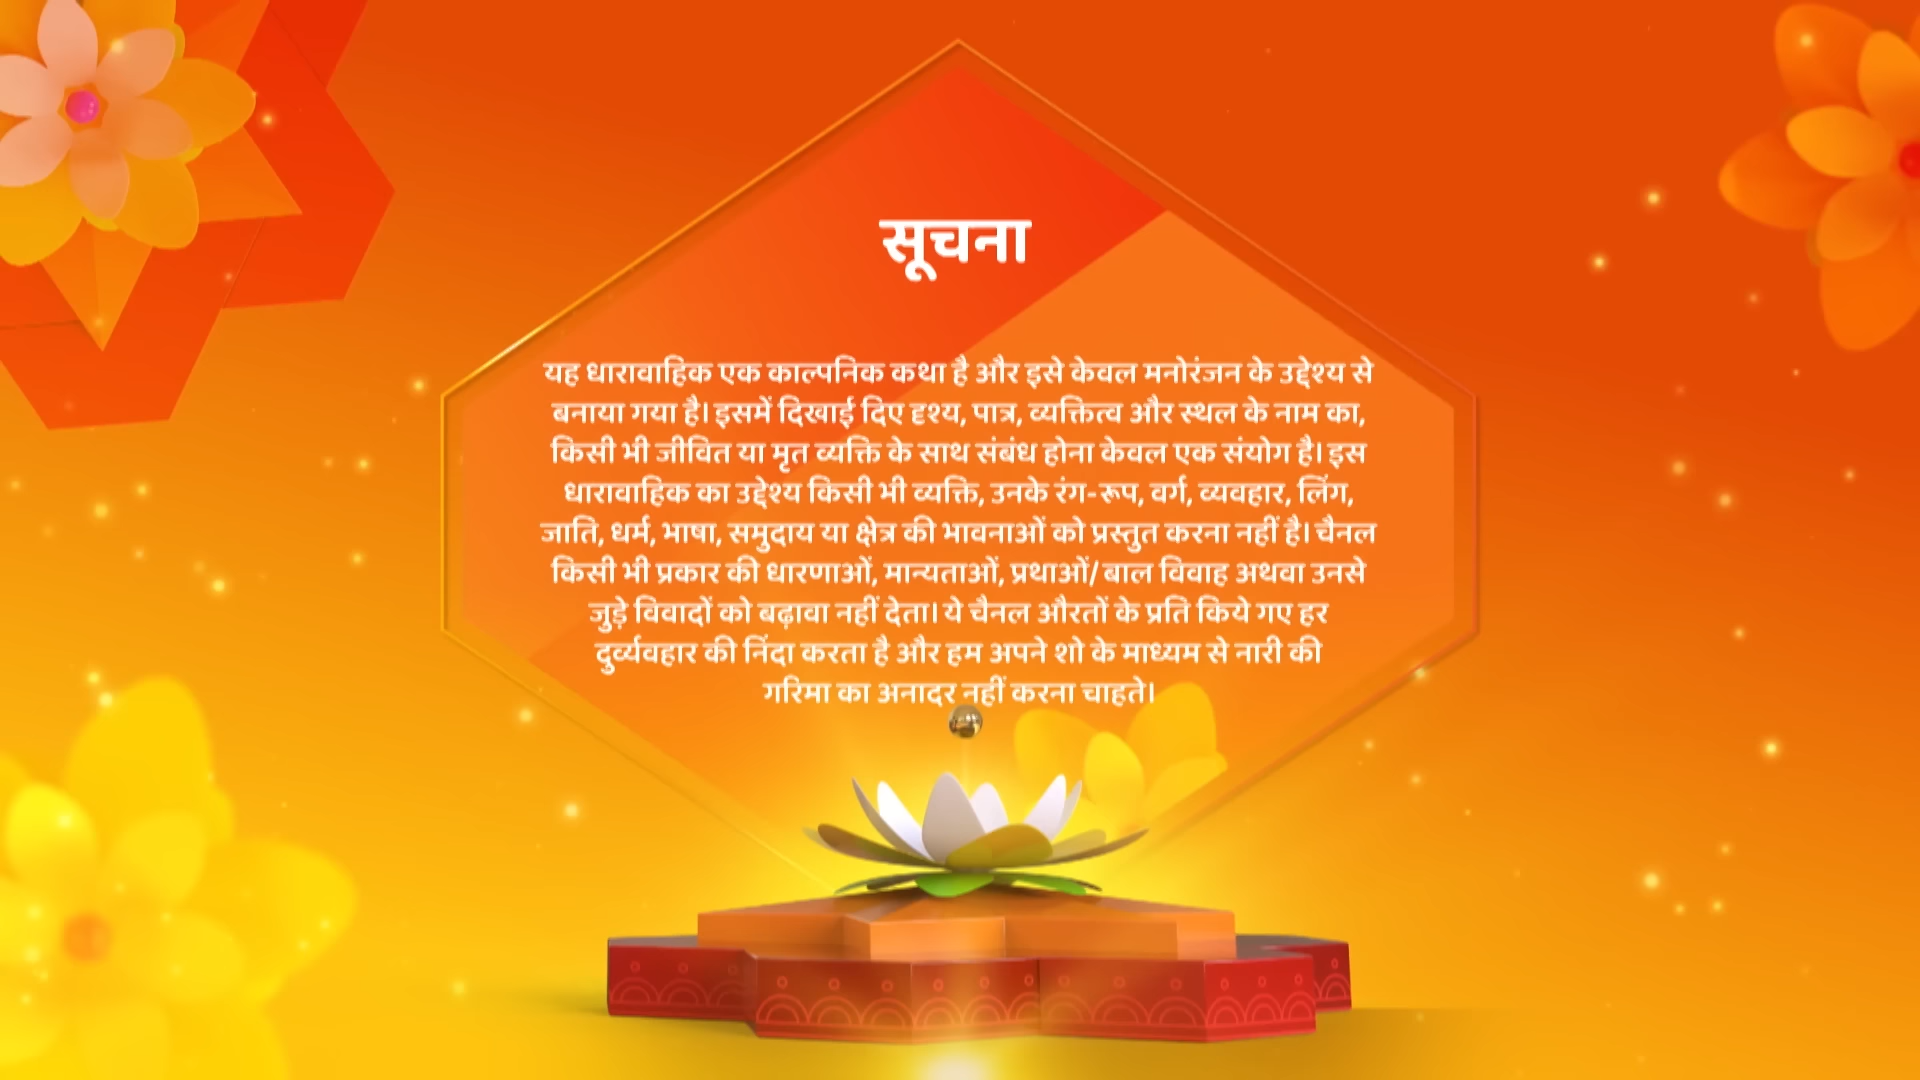 सूचना
यह धारावाहिक एक काल्पनिक कथा है और इसे केवल मनोरंजन के उद्देश्य से
बनाया गया है। इसमें दिखाई दिए दृश्य, पात्र, व्यक्तित्व और स्थल के नाम का,
किसी भी जीवित या मृत व्यक्ति के साथ संबंध होना केवल एक संयोग है। इस
धारावाहिक का उद्देश्य किसी भी व्यक्ति, उनके रंग-रूप, वर्ग, व्यवहार, लिंग,
जाति, धर्म, भाषा, समुदाय या क्षेत्र की भावनाओं को प्रस्तुत करना नहीं है। चैनल
किसी भी प्रकार की धारणाओं, मान्यताओं, प्रथाओं/ बाल विवाह अथवा उनसे
जुड़े विवादों को बढ़ावा नहीं देता। ये चैनल औरतों के प्रति किये गए हर
दुर्व्यवहार की निंदा करता है और हम अपने शो के माध्यम से नारी की
गरिमा का अनादर नहीं करना चाहते।